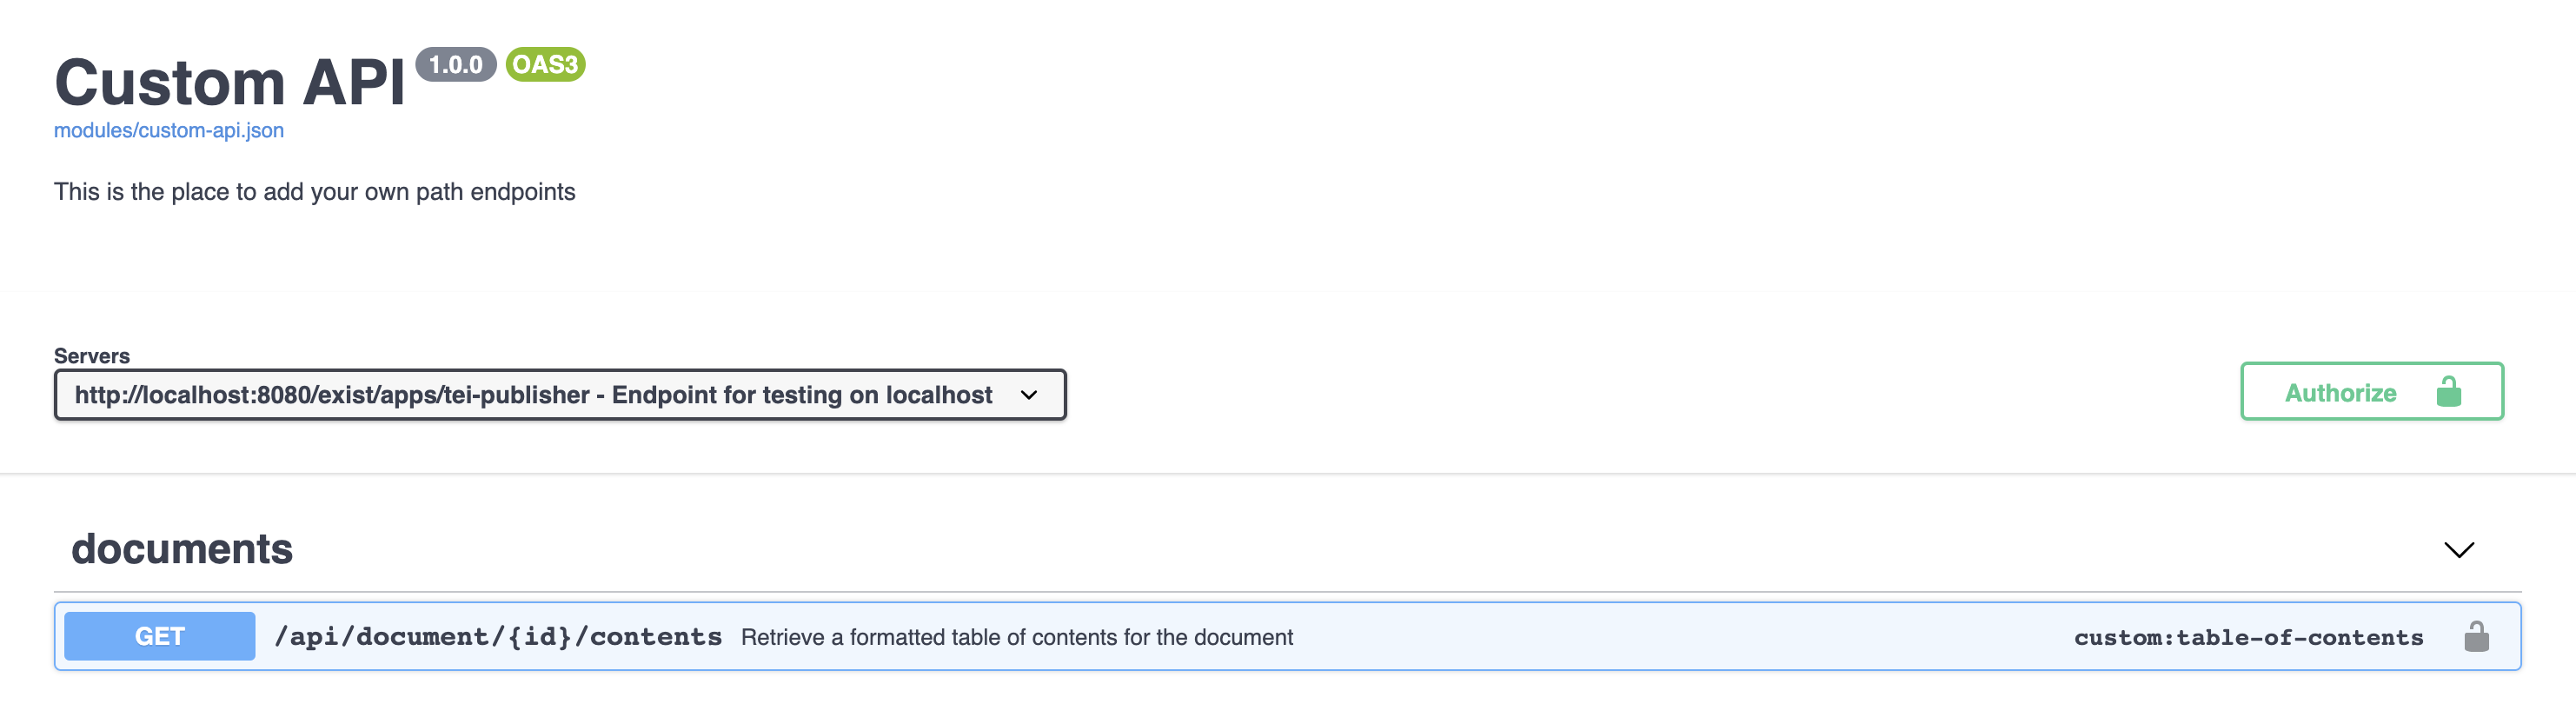 Custom API 1.0.0 OAS3
modules/custom-api.json
This is the place to add your own path endpoints
Servers
http://localhost:8080/exist/apps/tei-publisher - Endpoint for testing on localhost
Authorize
documents
GET /api/document/{id}/contents Retrieve a formatted table of contents for the document custom:table-of-contents